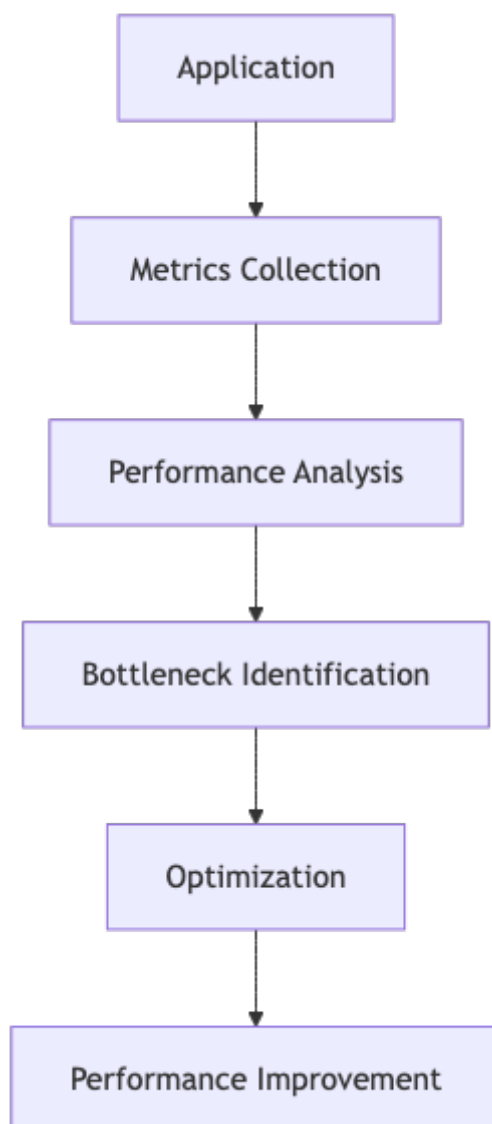 Application
Metrics Collection
Performance Analysis
Bottleneck Identification
Optimization
Performance Improvement